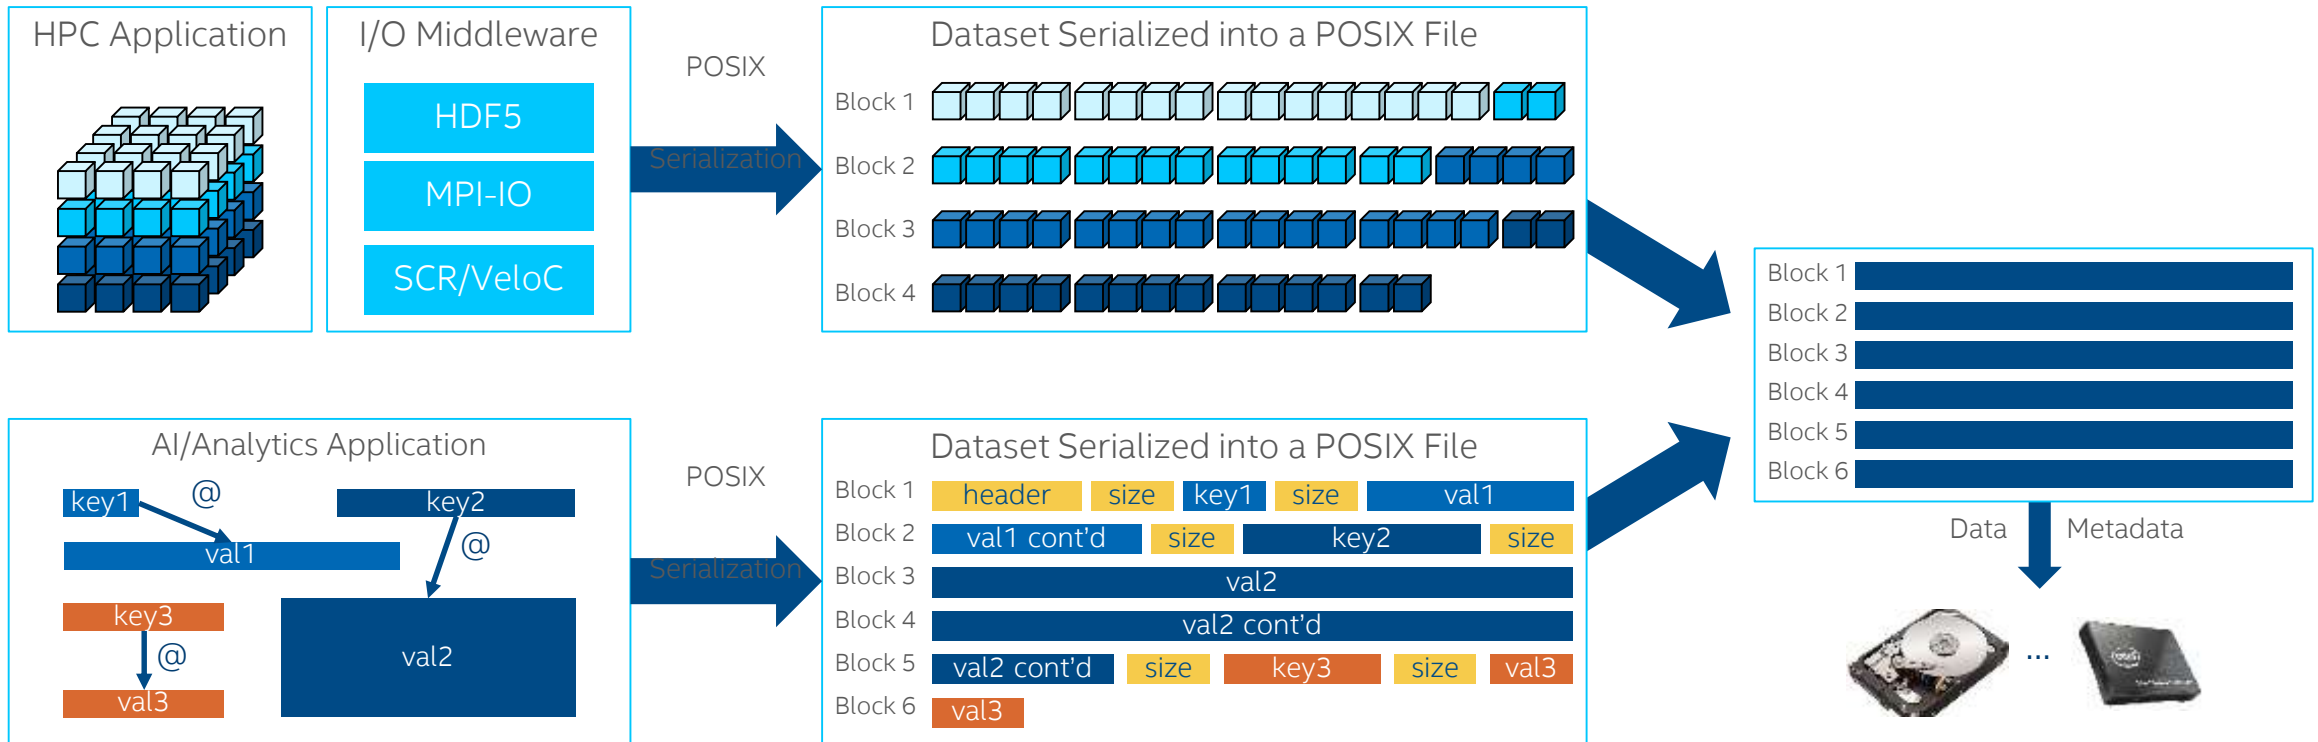 HPC Application
I/O Middleware
HDF5
MPI-IO
SCR/VeloC
POSIX
Serialization
Dataset Serialized into a POSIX File
Block 1
Block 2
Block 3
Block 4
AI/Analytics Application
key1
@
key2
@
val1
key3
@
val2
val3
POSIX
Serialization
Dataset Serialized into a POSIX File
Block 1 header size key1 size val1
Block 2 val1 cont'd size key2 size
Block 3 val2
Block 4 val2 cont'd
Block 5 val2 cont'd size key3 size val3
Block 6 val3
Block 1
Block 2
Block 3
Block 4
Block 5
Block 6
Data Metadata
...